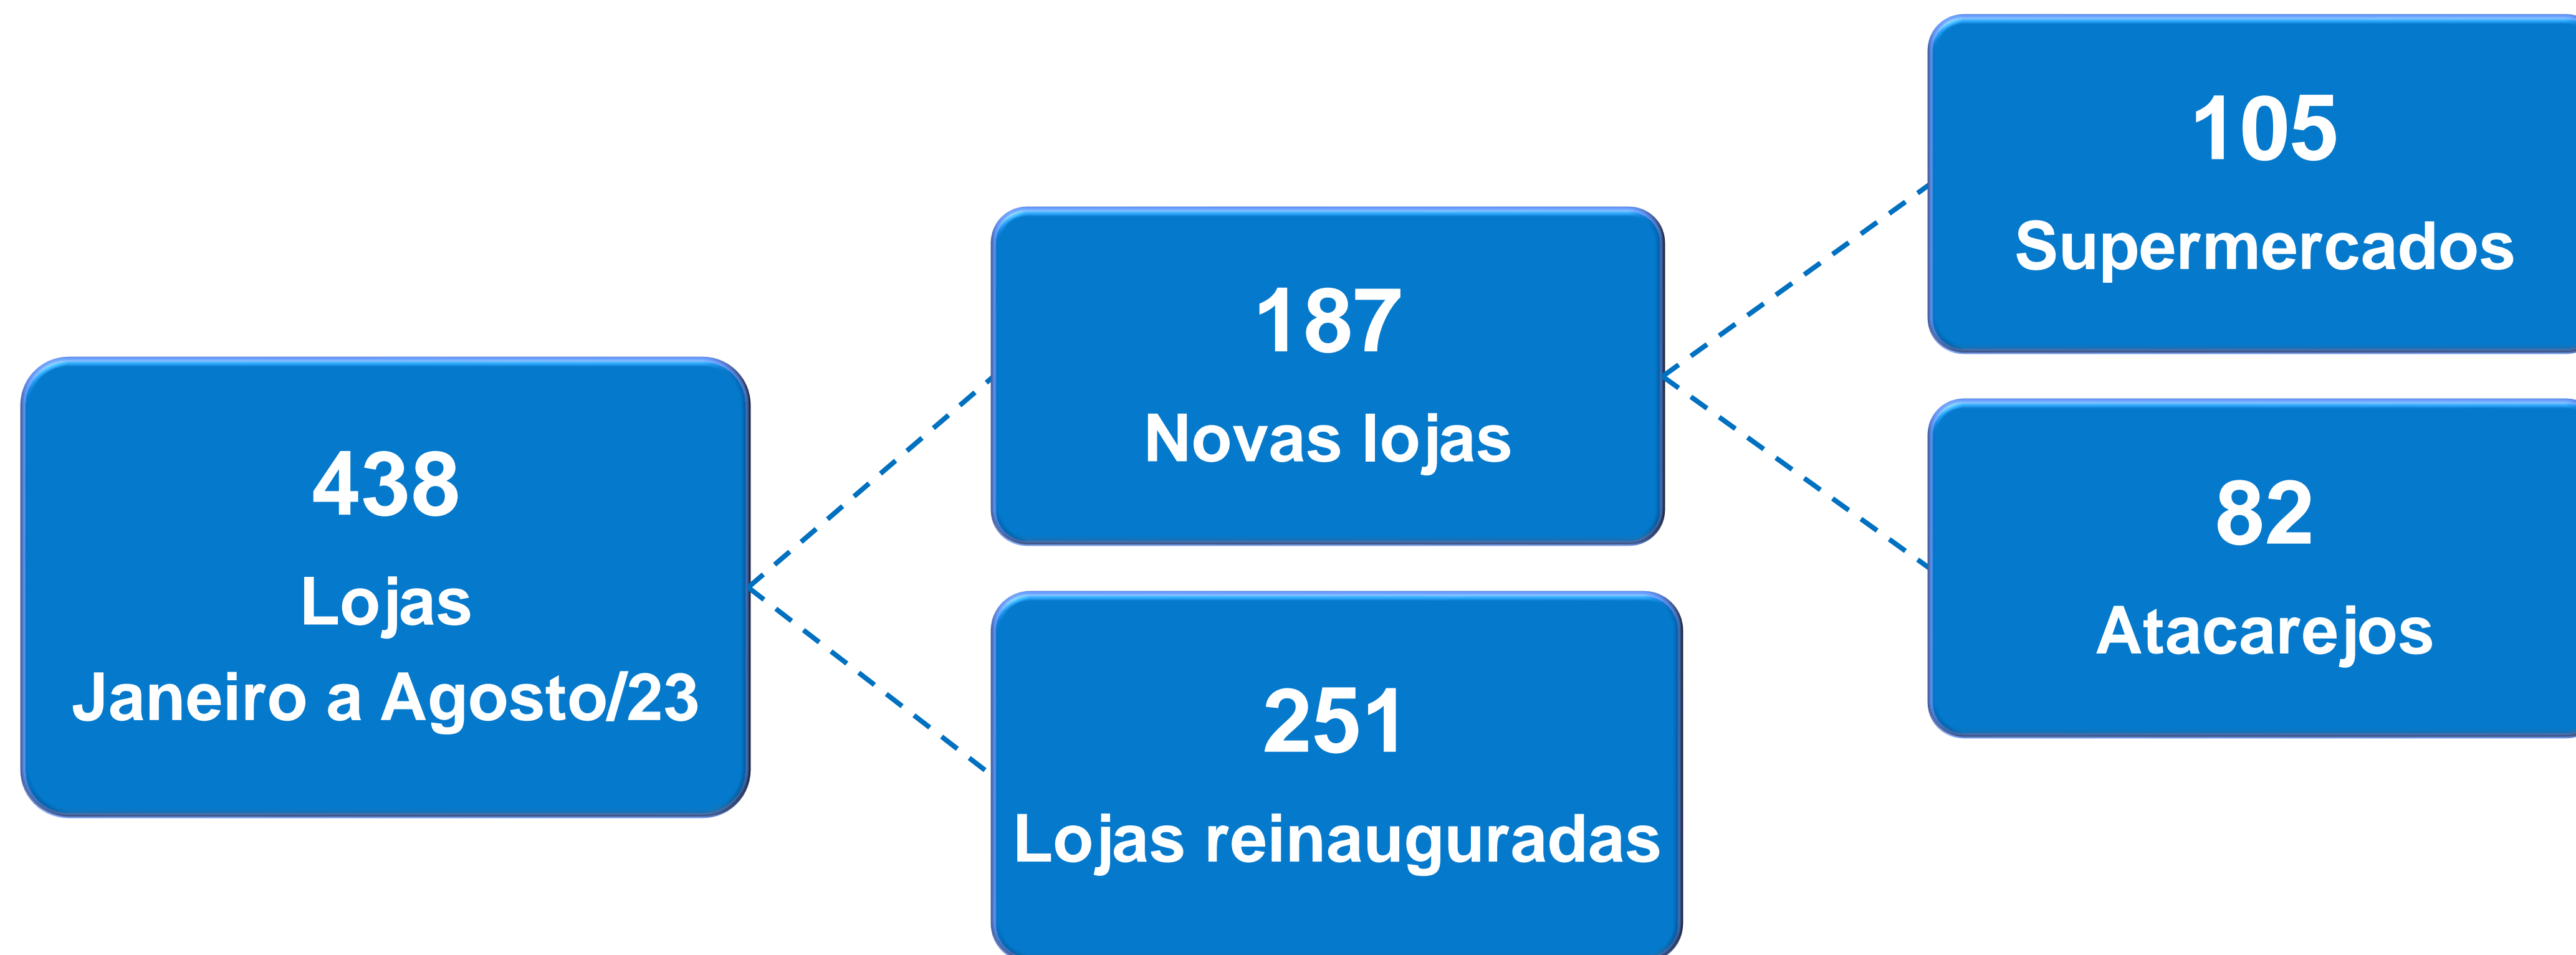 438
Lojas
Janeiro a Agosto/23
187
Novas lojas
251
Lojas reinauguradas
105
Supermercados
82
Atacarejos